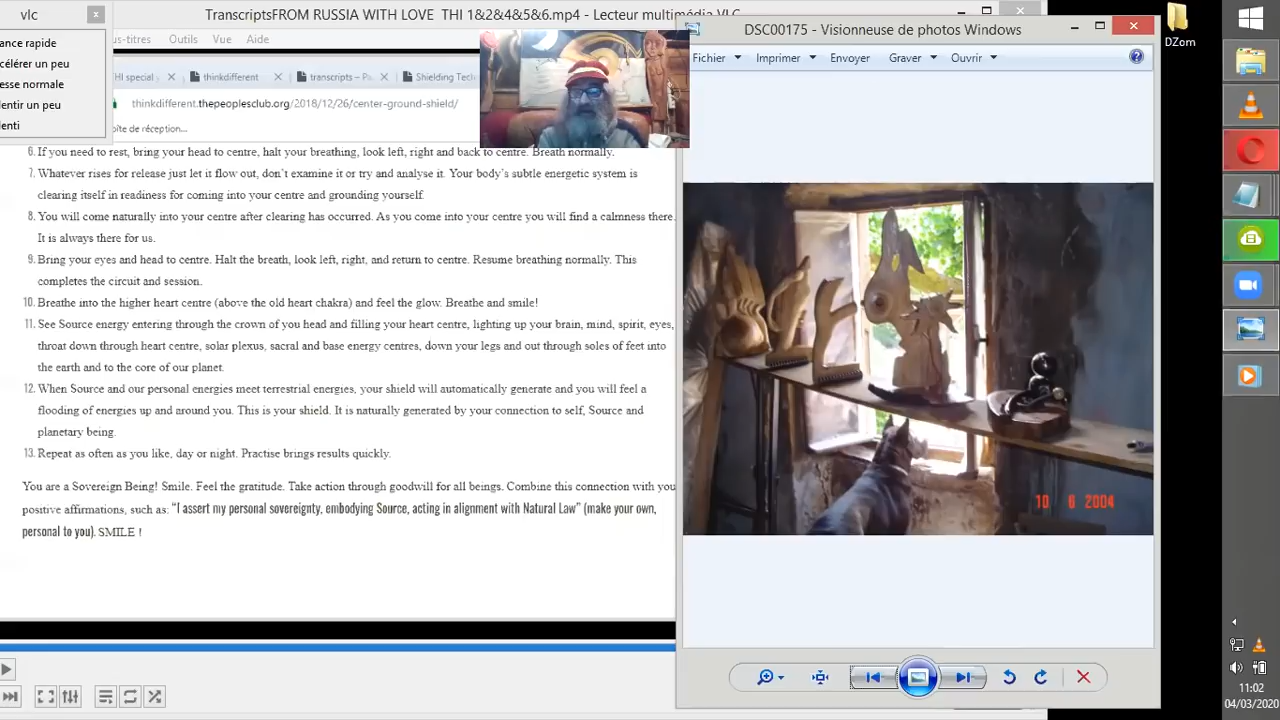 TranscriptsFROM RUSSIA WITH LOVE THI 1&2&4&5&6.mp4 - Lecteur multimédia VLC
us-titres Outils Vue Aide
vlc
ance rapide
célérer un peu
esse normale
lentir un peu
enti
HI special
thinkdifferent
transcripts – P
Shielding Tech
thinkdifferent.thepeoplesclub.org/2018/12/26/center-ground-shield/
oîte de réception...
6. If you need to rest, bring your head to centre, halt your breathing, look left, right and back to centre. Breath normally.
7. Whatever rises for release just let it flow out, don't examine it or try and analyse it. Your body's subtle energetic system is
clearing itself in readiness for coming into your centre and grounding yourself.
8. You will come naturally into your centre after clearing has occurred. As you come into your centre you will find a calmness there.
It is always there for us.
9. Bring your eyes and head to centre. Halt the breath, look left, right, and return to centre. Resume breathing normally. This
completes the circuit and session.
10. Breathe into the higher heart centre (above the old heart chakra) and feel the glow. Breathe and smile!
11. See Source energy entering through the crown of you head and filling your heart centre, lighting up your brain, mind, spirit, eyes,
throat down through heart centre, solar plexus, sacral and base energy centres, down your legs and out through soles of feet into
the earth and to the core of our planet.
12. When Source and our personal energies meet terrestrial energies, your shield will automatically generate and you will feel a
flooding of energies up and around you. This is your shield. It is naturally generated by your connection to self, Source and
planetary being.
13. Repeat as often as you like, day or night. Practise brings results quickly.
You are a Sovereign Being! Smile. Feel the gratitude. Take action through goodwill for all beings. Combine this connection with you
positive affirmations, such as: “I assert my personal sovereignty, embodying Source, acting in alignment with Natural Law” (make your own,
personal to you). SMILE !
DSC00175 - Visionneuse de photos Windows
Fichier Imprimer Envoyer Graver Ouvrir
10 6 2004
DZom
11:02
04/03/2020